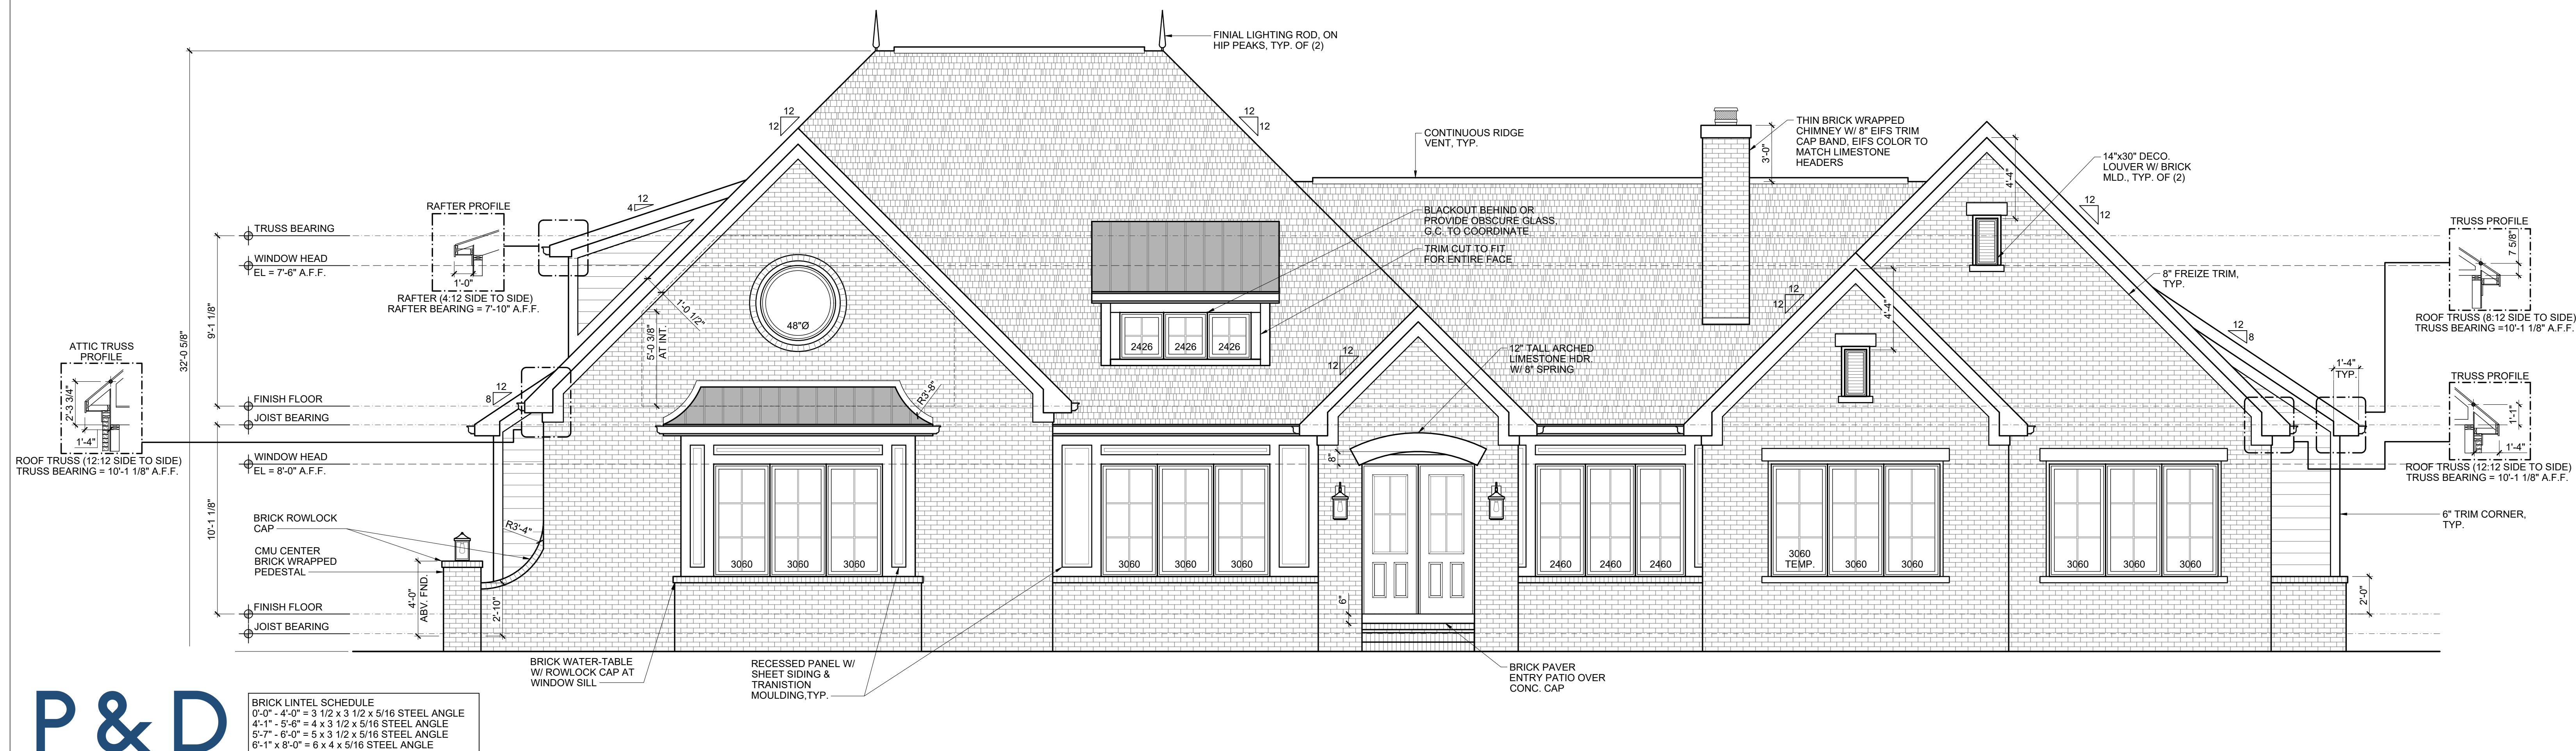 FINIAL LIGHTING ROD, ON
HIP PEAKS, TYP. OF (2)
12
12
12
12
CONTINUOUS RIDGE
VENT, TYP.
3'-0"
THIN BRICK WRAPPED
CHIMNEY W/ 8" EIFS TRIM
CAP BAND, EIFS COLOR TO
MATCH LIMESTONE
HEADERS
4'-4"
14"x30" DECO.
LOUVER W/ BRICK
MLD., TYP. OF (2)
12
12
RAFTER PROFILE
1'-0"
RAFTER (4:12 SIDE TO SIDE)
RAFTER BEARING = 7'-10" A.F.F.
12
4
TRUSS BEARING
WINDOW HEAD
EL = 7'-6" A.F.F.
32'-0 5/8"
9'-1 1/8"
BLACKOUT BEHIND OR
PROVIDE OBSCURE GLASS,
G.C. TO COORDINATE
TRIM CUT TO FIT
FOR ENTIRE FACE
TRUSS PROFILE
7 5/8"
ROOF TRUSS (8:12 SIDE TO SIDE)
TRUSS BEARING =10'-1 1/8" A.F.F.
8" FREIZE TRIM,
TYP.
12
12
4'-4"
1'-0 1/2"
48"Ø
5'-0 3/8"
AT INT.
2426
2426
2426
12
8
ATTIC TRUSS
PROFILE
2'-3 3/4"
1'-4"
ROOF TRUSS (12:12 SIDE TO SIDE)
TRUSS BEARING = 10'-1 1/8" A.F.F.
12
8
R3'-8"
12
12
12" TALL ARCHED
LIMESTONE HDR.
W/ 8" SPRING
1'-4"
TYP.
TRUSS PROFILE
1'-1"
1'-4"
ROOF TRUSS (12:12 SIDE TO SIDE)
TRUSS BEARING = 10'-1 1/8" A.F.F.
FINISH FLOOR
JOIST BEARING
WINDOW HEAD
EL = 8'-0" A.F.F.
10'-1 1/8"
8"
BRICK ROWLOCK
CAP
R3'-4"
CMU CENTER
BRICK WRAPPED
PEDESTAL
6" TRIM CORNER,
TYP.
3060
3060
3060
3060
3060
3060
2460
2460
2460
3060
TEMP.
3060
3060
3060
3060
3060
4'-0"
ABV. FND.
2'-10"
6"
2'-0"
FINISH FLOOR
JOIST BEARING
BRICK WATER-TABLE
W/ ROWLOCK CAP AT
WINDOW SILL
RECESSED PANEL W/
SHEET SIDING &
TRANISTION
MOULDING,TYP.
BRICK PAVER
ENTRY PATIO OVER
CONC. CAP
P & D
BRICK LINTEL SCHEDULE
0'-0" - 4'-0" = 3 1/2 x 3 1/2 x 5/16 STEEL ANGLE
4'-1" - 5'-6" = 4 x 3 1/2 x 5/16 STEEL ANGLE
5'-7" - 6'-0" = 5 x 3 1/2 x 5/16 STEEL ANGLE
6'-1" x 8'-0" = 6 x 4 x 5/16 STEEL ANGLE